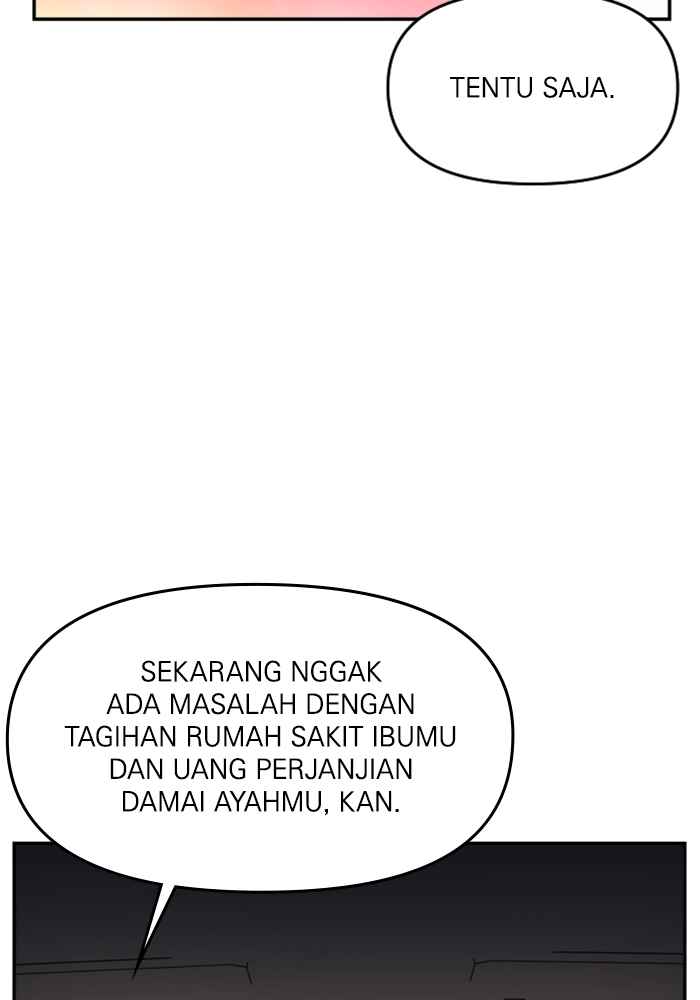 TENTU SAJA.
SEKARANG NGGAK
ADA MASALAH DENGAN
TAGIHAN RUMAH SAKIT IBUMU
DAN UANG PERJANJIAN
DAMAI AYAHMU, KAN.